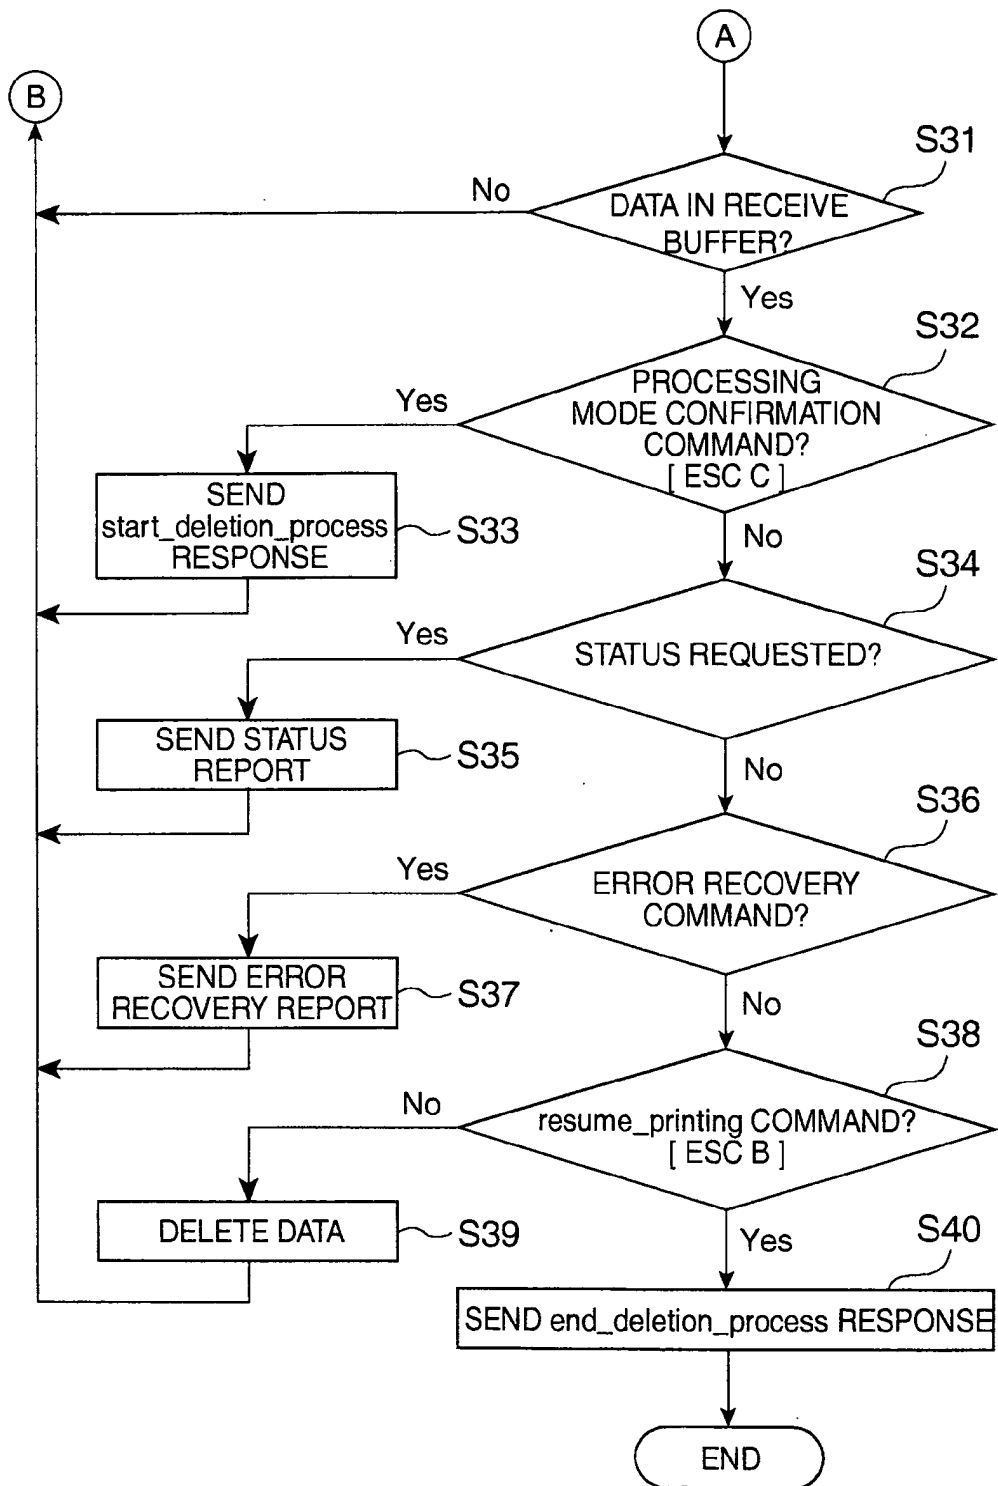 A
B
S31
No
DATA IN RECEIVE
BUFFER?
Yes
S32
PROCESSING
MODE CONFIRMATION
COMMAND?
[ ESC C ]
Yes
SEND
start_deletion_process
RESPONSE
S33
No
S34
Yes
STATUS REQUESTED?
SEND STATUS
REPORT
S35
No
S36
Yes
ERROR RECOVERY
COMMAND?
SEND ERROR
RECOVERY REPORT
S37
No
S38
No
resume_printing COMMAND?
[ ESC B ]
DELETE DATA
S39
Yes
S40
SEND end_deletion_process RESPONSE
END